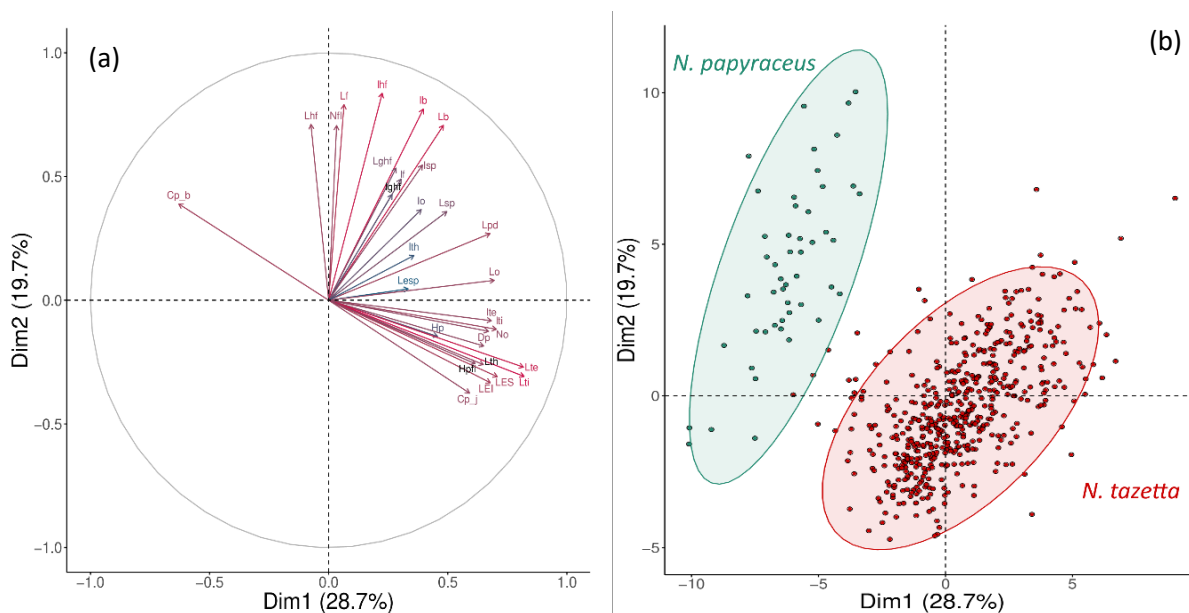 (a)
1.0
0.5
0.0
−0.5
−1.0
Dim2 (19.7%)
Lhf
Lf
Nfl
lhf
lb
Lb
Lghf
lsp
lf
lghf
Cp_b
lo
Lsp
Lpd
lth
Lesp
Lo
lte
lti
Hp
No
Dp
Lth
Lte
Hpfl
LES
Lti
LEI
Cp_j
−1.0
−0.5
0.0
0.5
1.0
Dim1 (28.7%)
(b)
N. papyraceus
10
5
0
−5
Dim2 (19.7%)
N. tazetta
−10
−5
0
5
Dim1 (28.7%)